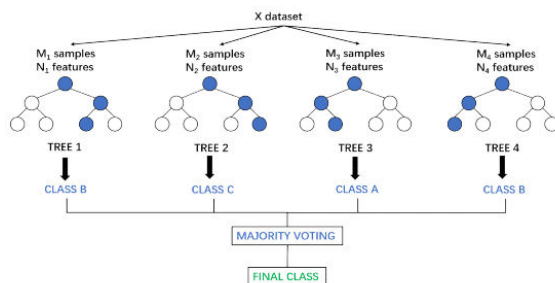 X dataset
M₁ samples
N₁ features
M₂ samples
N₂ features
M₃ samples
N₃ features
M₄ samples
N₄ features
TREE 1
TREE 2
TREE 3
TREE 4
CLASS B
CLASS C
CLASS A
CLASS B
MAJORITY VOTING
FINAL CLASS